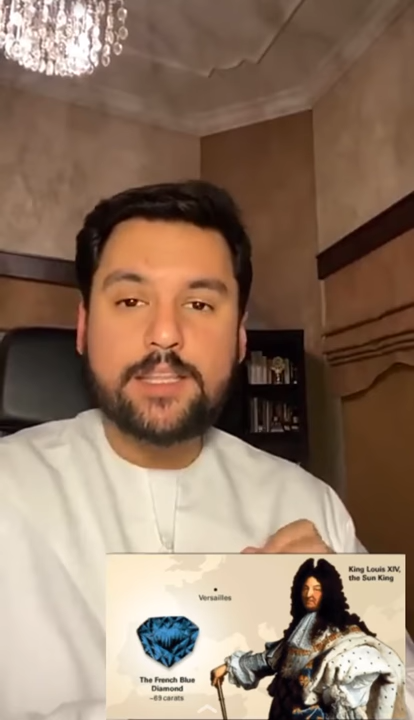 King Louis XIV,
the Sun King
Versailles
The French Blue
Diamond
~69 carats